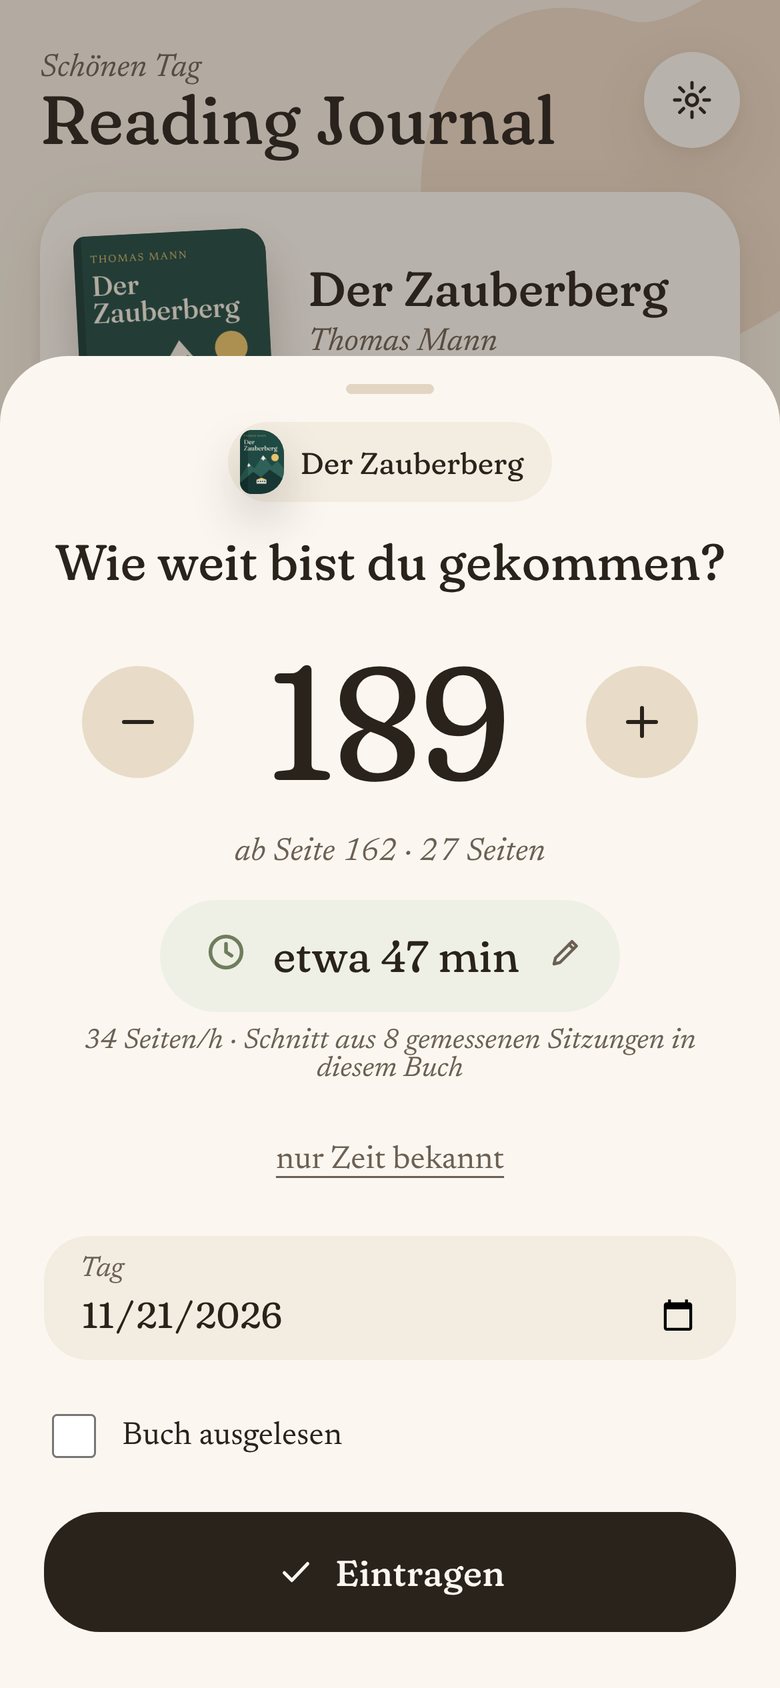 Schönen Tag
Reading Journal
THOMAS MANN
Der
Zauberberg
Der Zauberberg
Thomas Mann
Der
Zauberberg
Der Zauberberg
Wie weit bist du gekommen?
189
ab Seite 162 · 27 Seiten
etwa 47 min
34 Seiten/h · Schnitt aus 8 gemessenen Sitzungen in
diesem Buch
nur Zeit bekannt
Tag
11/21/2026
Buch ausgelesen
Eintragen